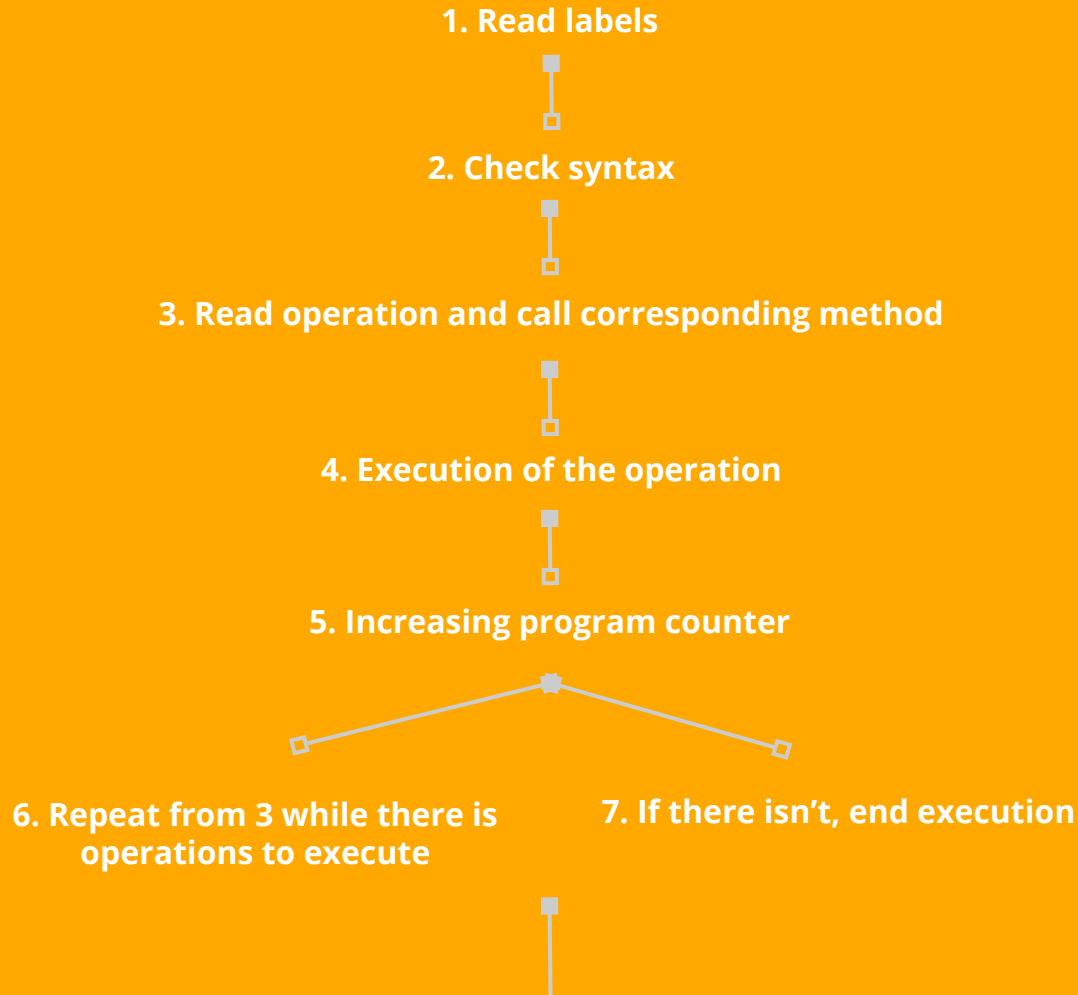 1. Read labels
2. Check syntax
3. Read operation and call corresponding method
4. Execution of the operation
5. Increasing program counter
6. Repeat from 3 while there is
operations to execute
7. If there isn’t, end execution